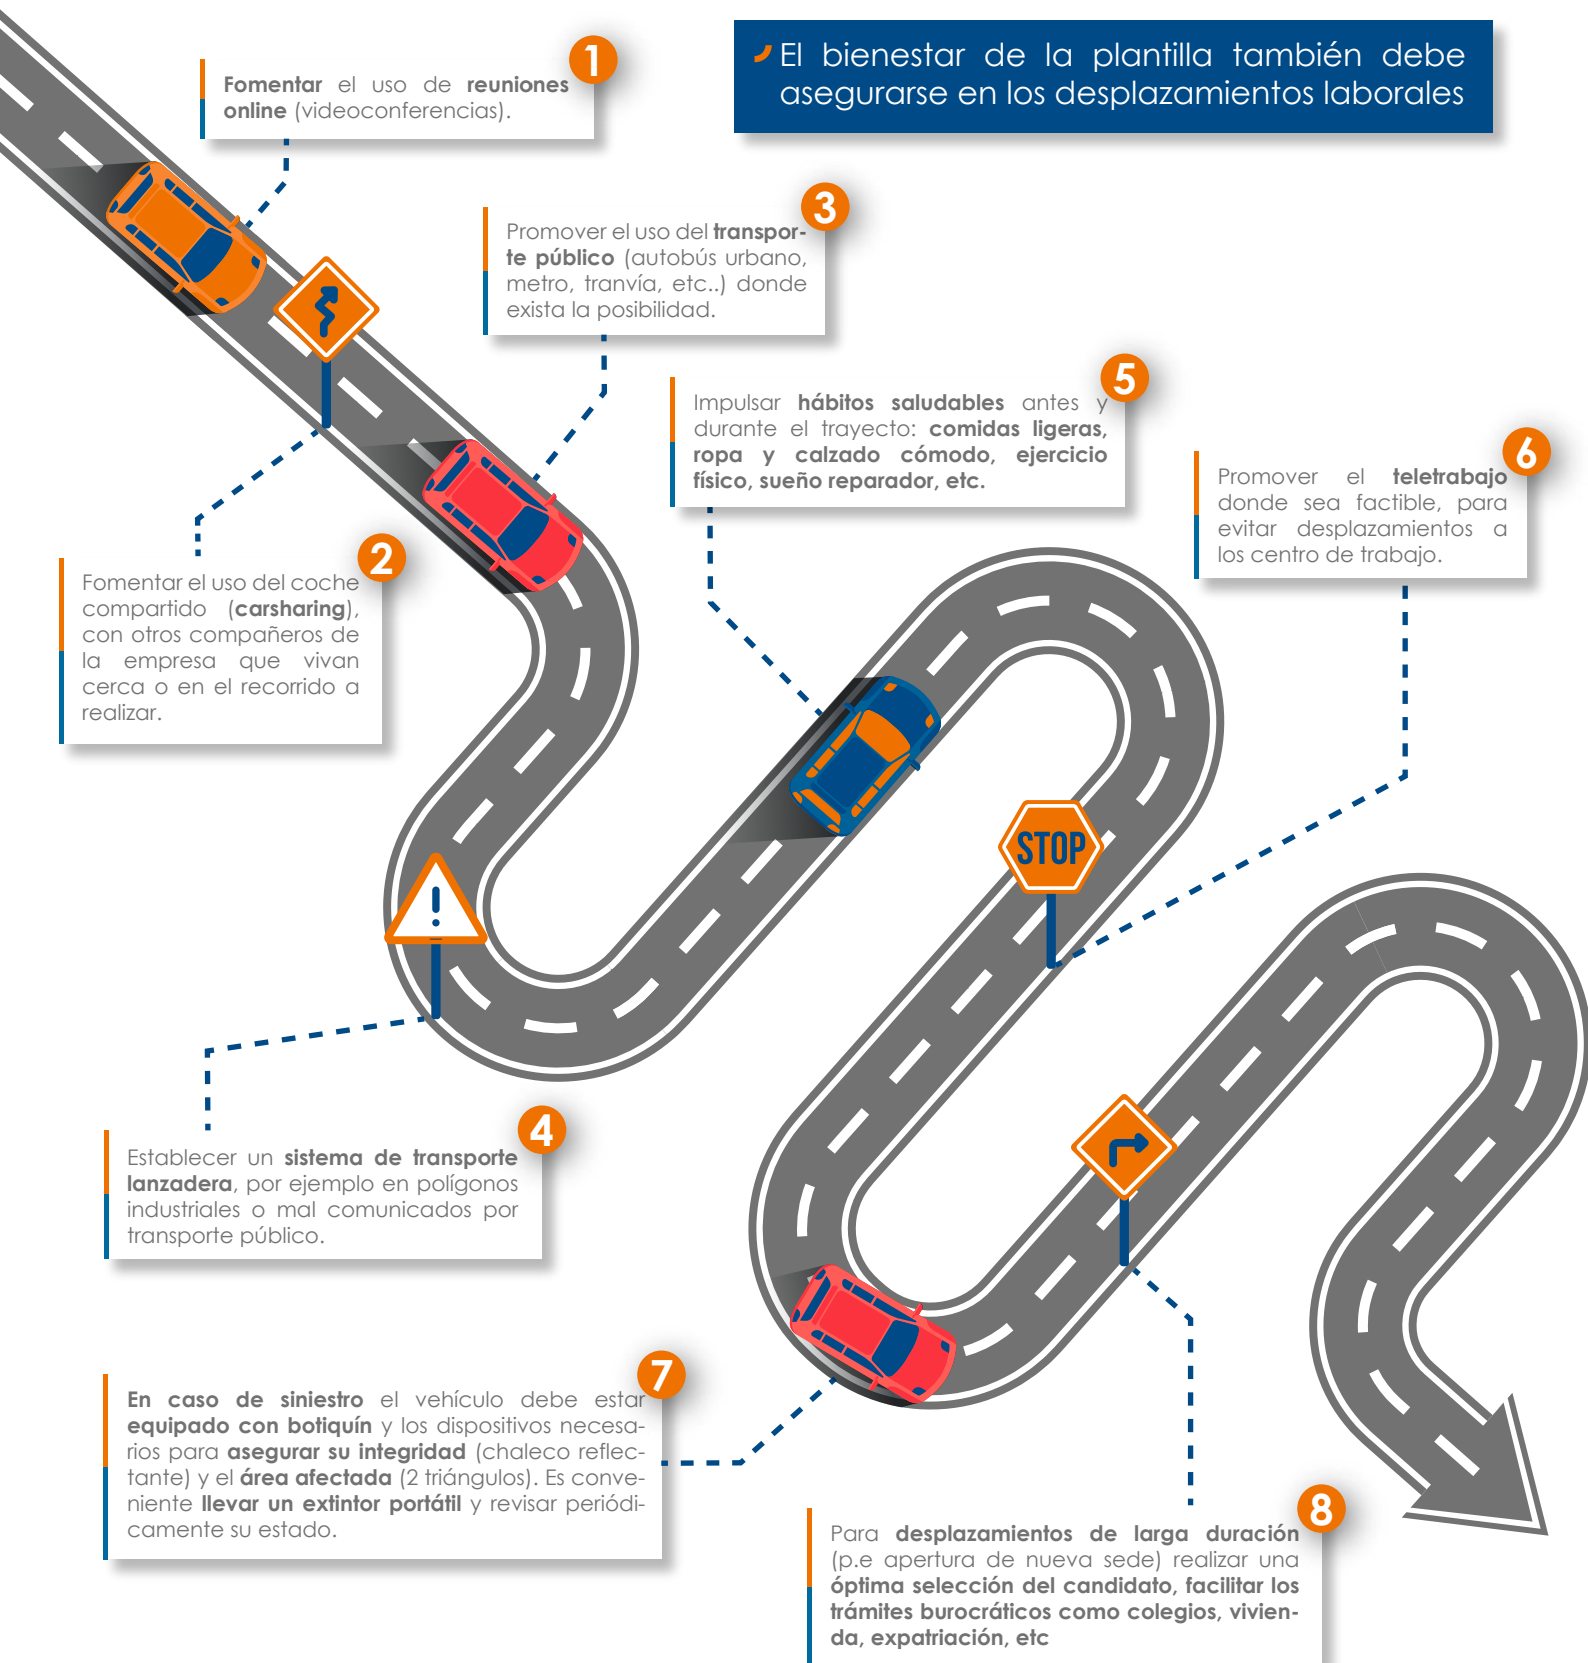 El bienestar de la plantilla también debe
asegurarse en los desplazamientos laborales
1
Fomentar el uso de reuniones
online (videoconferencias).
3
Promover el uso del transpor-
te público (autobús urbano,
metro, tranvía, etc..) donde
exista la posibilidad.
5
Impulsar hábitos saludables antes y
durante el trayecto: comidas ligeras,
ropa y calzado cómodo, ejercicio
físico, sueño reparador, etc.
6
Promover el teletrabajo
donde sea factible, para
evitar desplazamientos a
los centro de trabajo.
2
Fomentar el uso del coche
compartido (carsharing),
con otros compañeros de
la empresa que vivan
cerca o en el recorrido a
realizar.
STOP
!
4
Establecer un sistema de transporte
lanzadera, por ejemplo en polígonos
industriales o mal comunicados por
transporte público.
7
En caso de siniestro el vehículo debe estar
equipado con botiquín y los dispositivos necesa-
rios para asegurar su integridad (chaleco reflec-
tante) y el área afectada (2 triángulos). Es conve-
niente llevar un extintor portátil y revisar periódi-
camente su estado.
8
Para desplazamientos de larga duración
(p.e apertura de nueva sede) realizar una
óptima selección del candidato, facilitar los
trámites burocráticos como colegios, vivien-
da, expatriación, etc